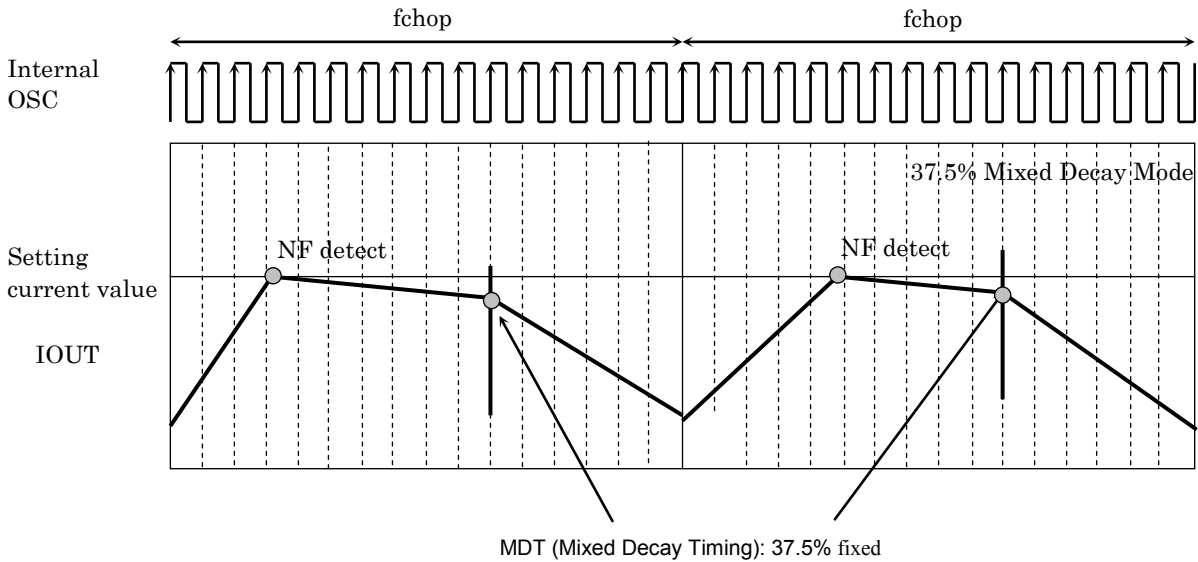 fchop
fchop
Internal
OSC
37.5% Mixed Decay Mode
NF detect
NF detect
Setting
current value
IOUT
MDT (Mixed Decay Timing): 37.5% fixed